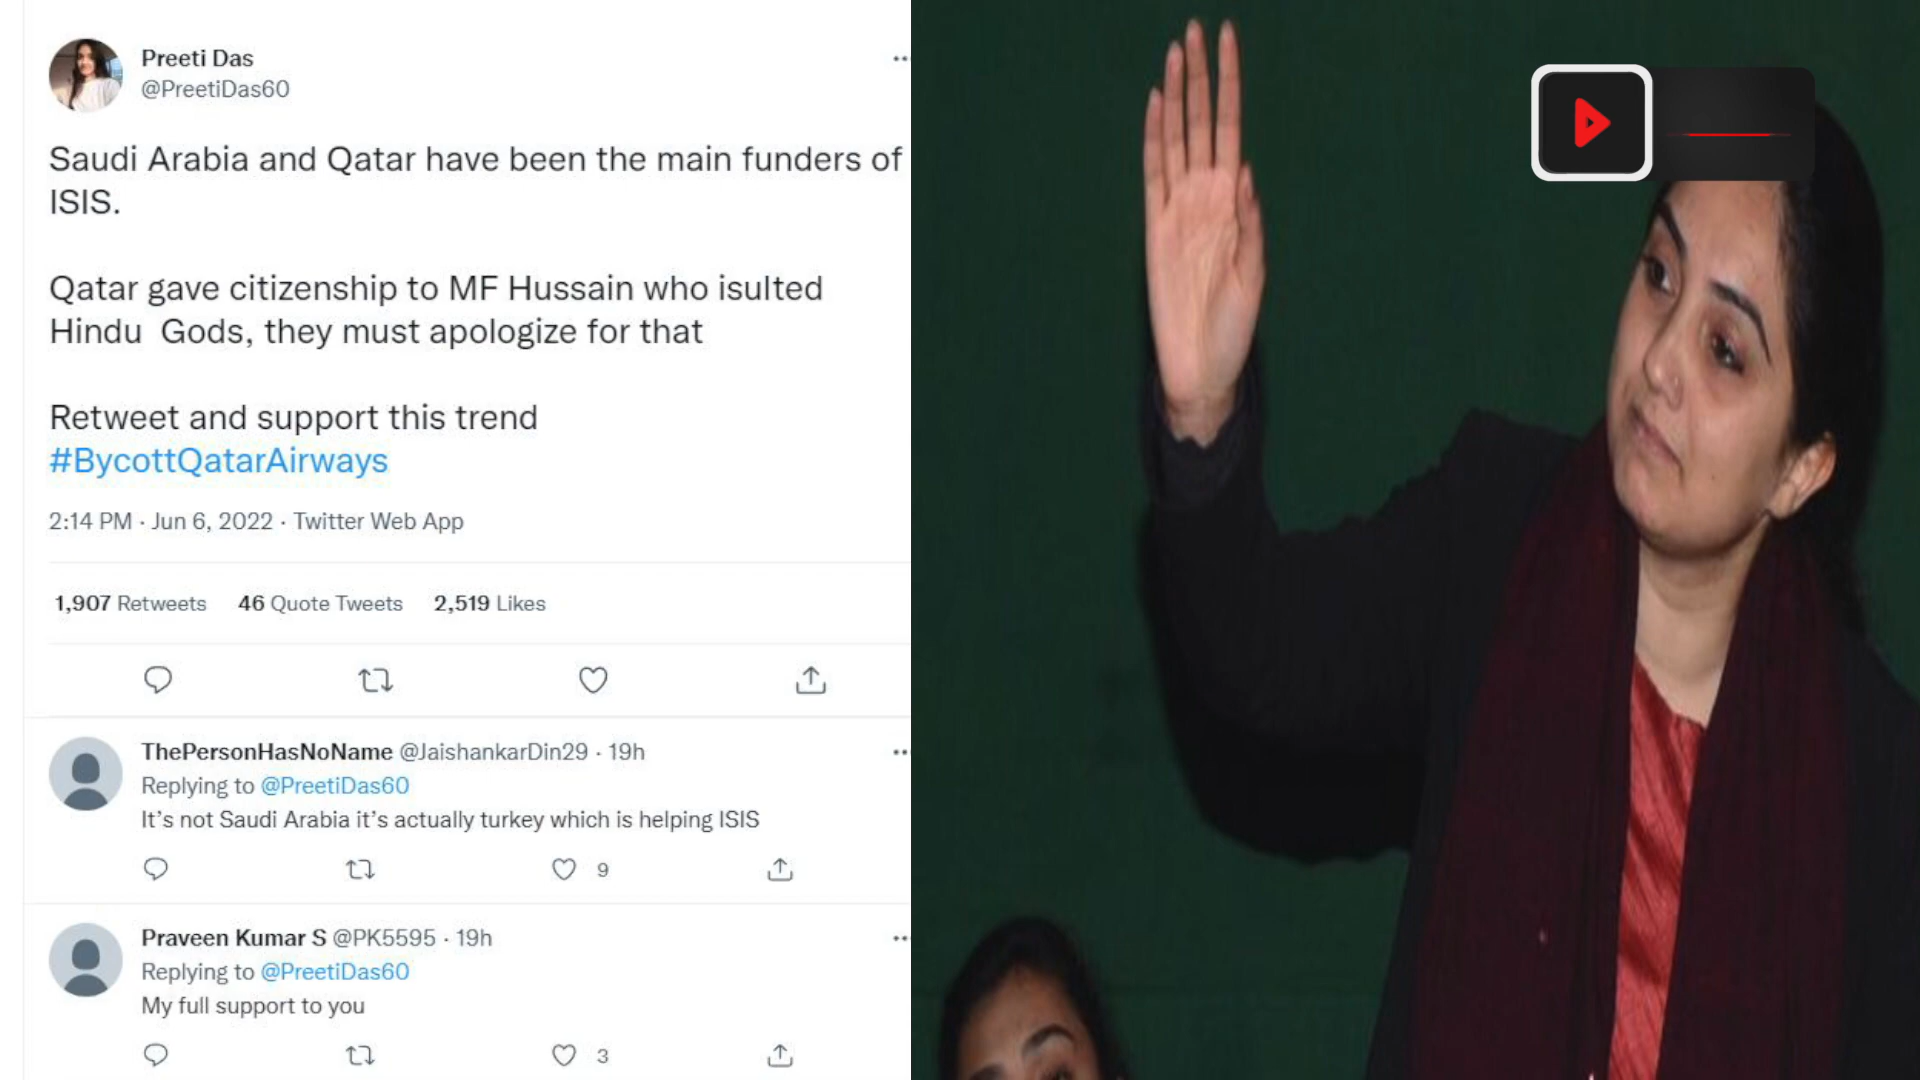 Preeti Das
@PreetiDas60
Saudi Arabia and Qatar have been the main funders of
ISIS.
Qatar gave citizenship to MF Hussain who isulted
Hindu Gods, they must apologize for that
Retweet and support this trend
#BycottQatarAirways
2:14 PM · Jun 6, 2022 · Twitter Web App
1,907 Retweets 46 Quote Tweets 2,519 Likes
ThePersonHasNoName @JaishankarDin29 · 19h
Replying to @PreetiDas60
It’s not Saudi Arabia it’s actually turkey which is helping ISIS
9
Praveen Kumar S @PK5595 · 19h
Replying to @PreetiDas60
My full support to you
3